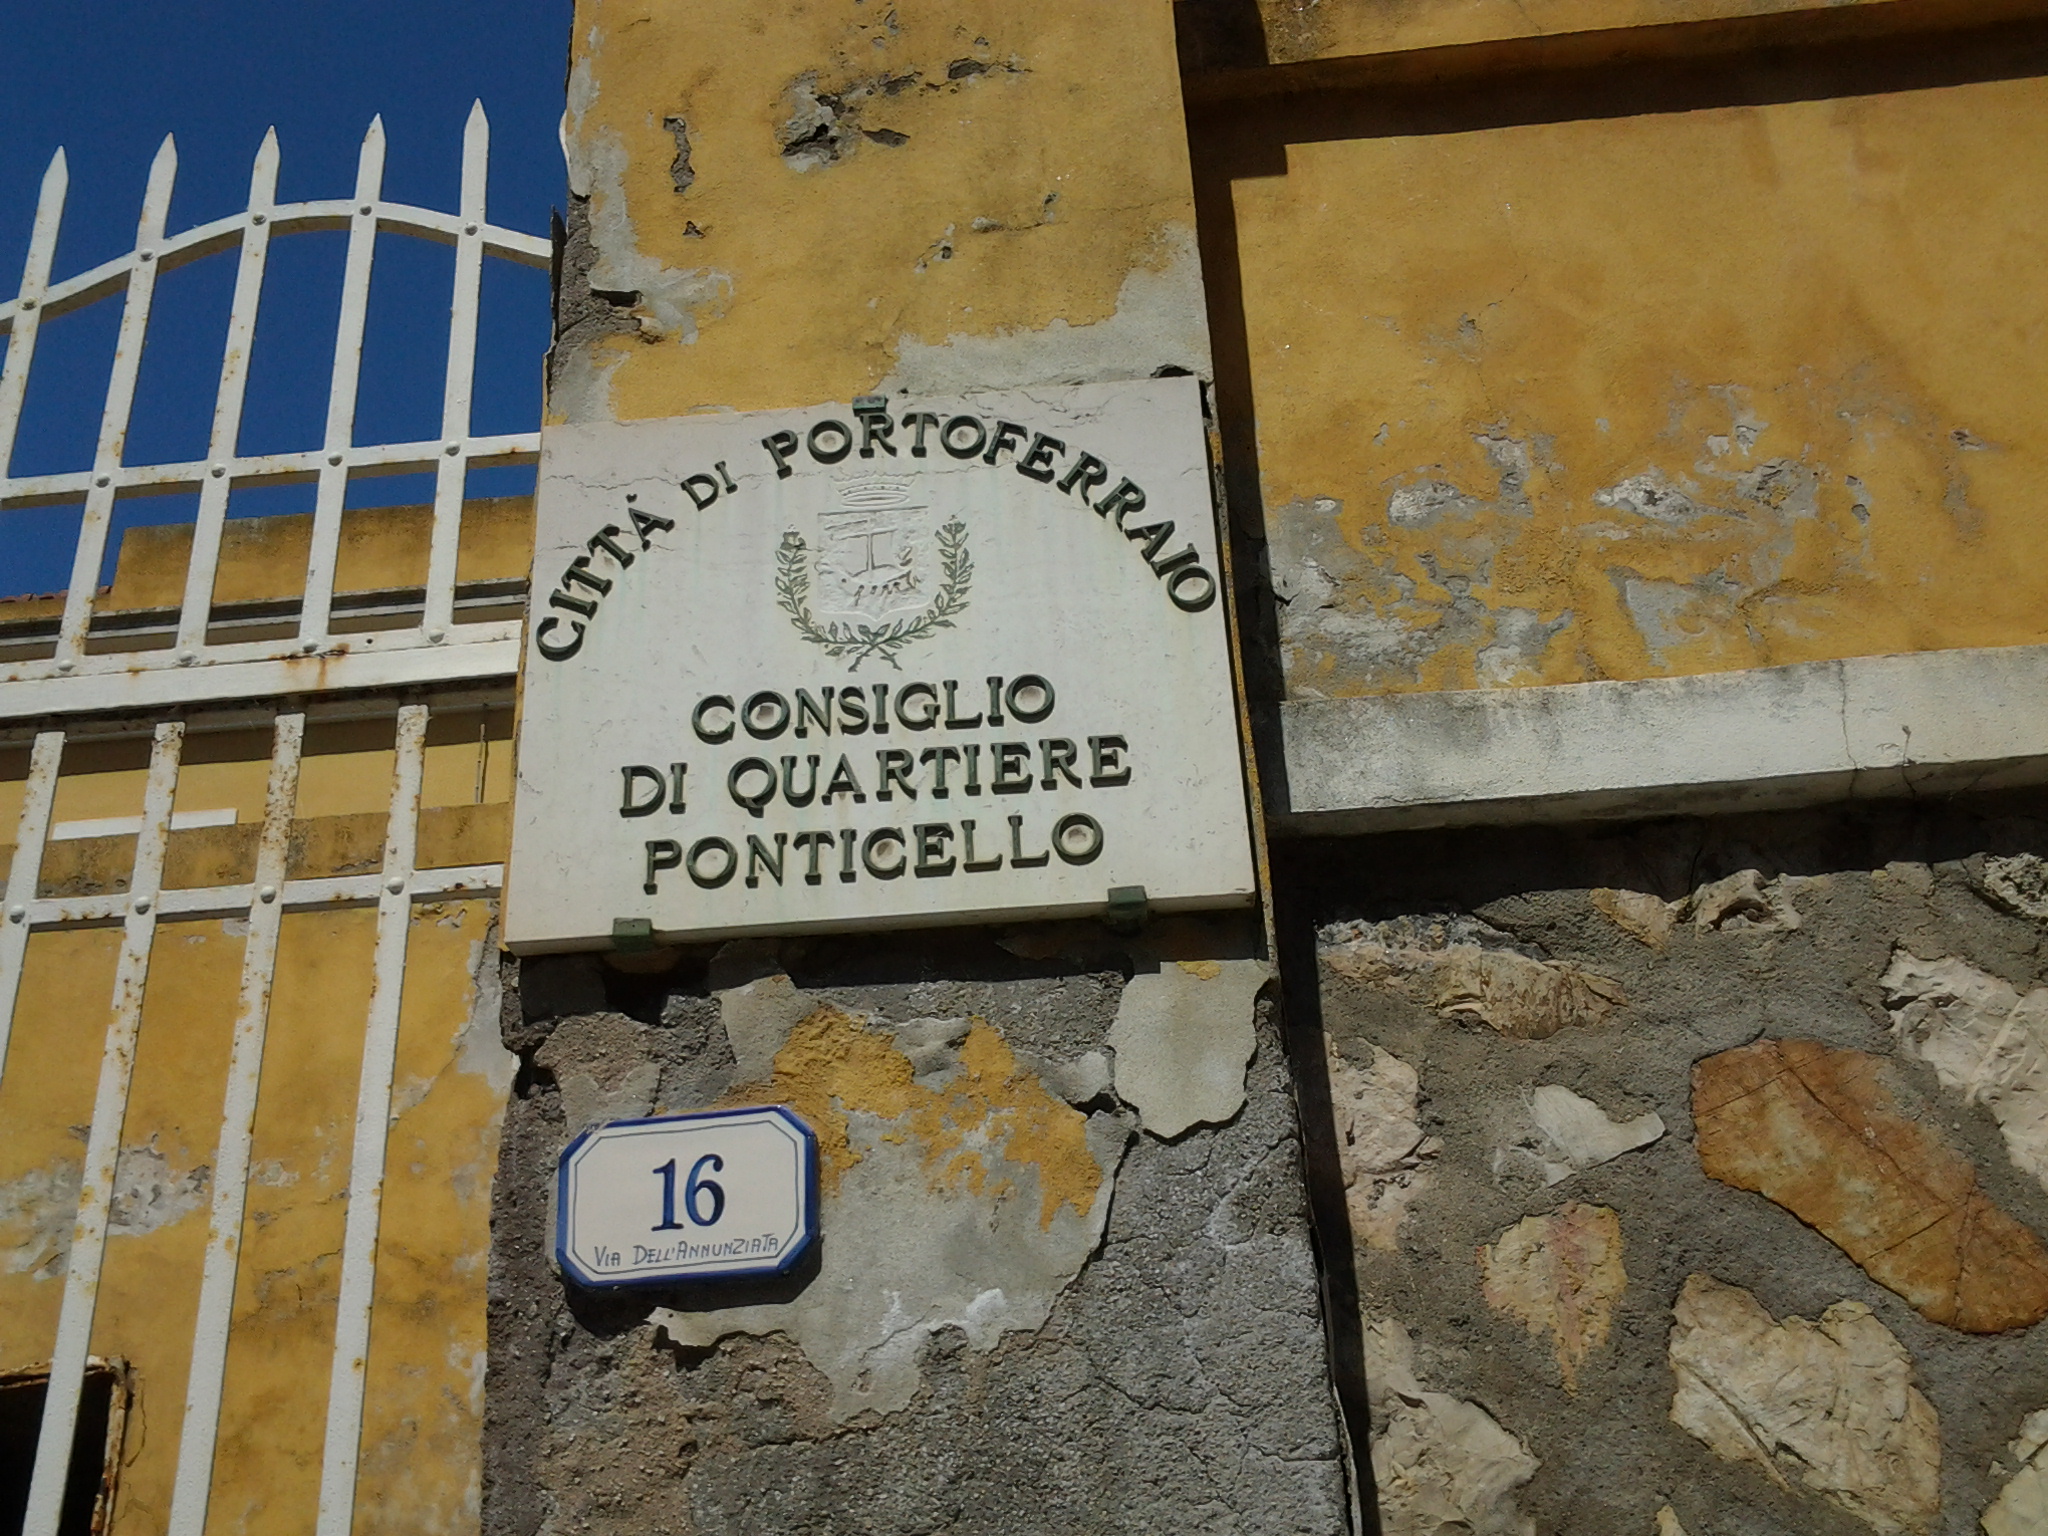 CITTÀ DI PORTOFERRAIO
CONSIGLIO
DI QUARTIERE
PONTICELLO
16
VIA DELL'ANNUNZIATA